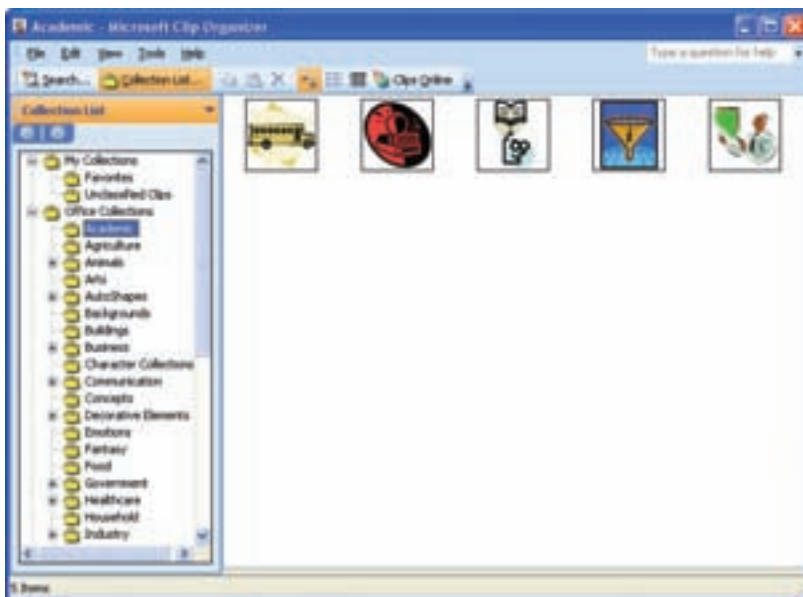 Academic - Microsoft Clip Organizer
File Edit View Tools Help
Type a question for help
Search... Collection List... Clips Online
Collection List
My Collections
Favorites
Unclassified Clips
Office Collections
Academic
Agriculture
Animals
Arts
AutoShapes
Backgrounds
Buildings
Business
Character Collections
Communication
Concepts
Decorative Elements
Emotions
Fantasy
Food
Government
Healthcare
Household
Industry
5 Items